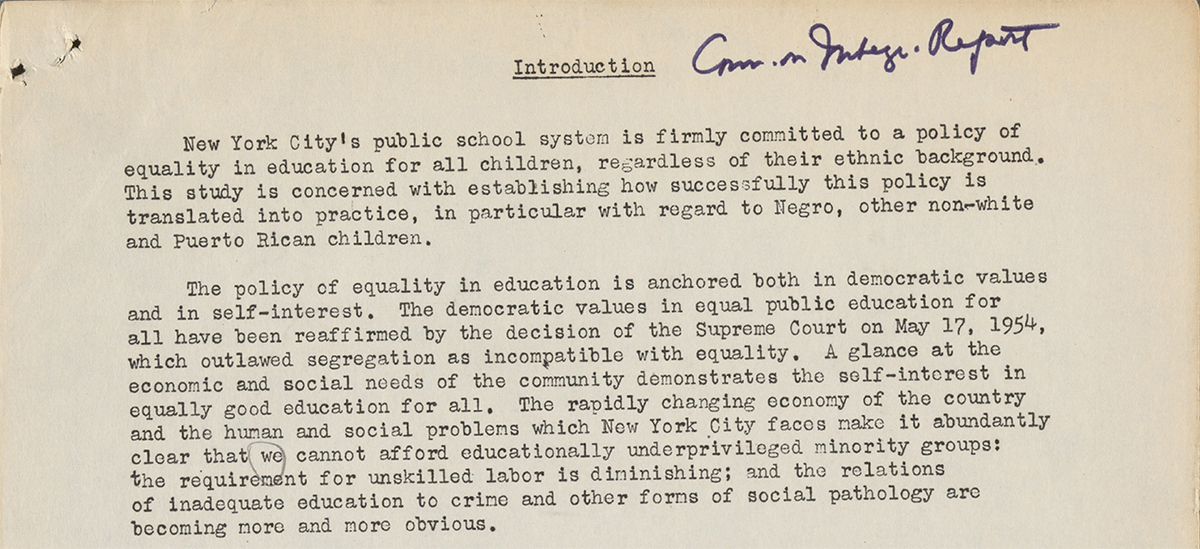 Introduction
Comm. on Integr. Report
New York City's public school system is firmly committed to a policy of
equality in education for all children, regardless of their ethnic background.
This study is concerned with establishing how successfully this policy is
translated into practice, in particular with regard to Negro, other non-white
and Puerto Rican children.
The policy of equality in education is anchored both in democratic values
and in self-interest. The democratic values in equal public education for
all have been reaffirmed by the decision of the Supreme Court on May 17, 1954,
which outlawed segregation as incompatible with equality. A glance at the
economic and social needs of the community demonstrates the self-interest in
equally good education for all. The rapidly changing economy of the country
and the human and social problems which New York City faces make it abundantly
clear that we cannot afford educationally underprivileged minority groups:
the requirement for unskilled labor is diminishing; and the relations
of inadequate education to crime and other forms of social pathology are
becoming more and more obvious.